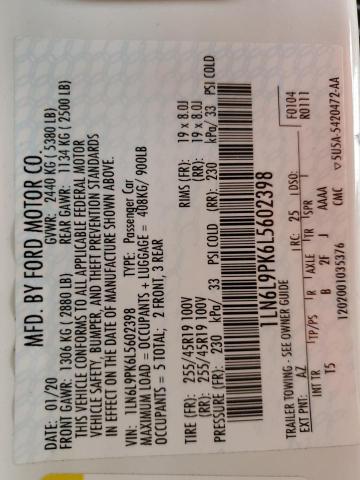 MFD. BY FORD MOTOR CO.
DATE: 01/20 GVWR: 2440 KG ( 5380 LB)
FRONT GAWR: 1306 KG ( 2880 LB) REAR GAWR: 1134 KG ( 2500 LB)
THIS VEHICLE CONFORMS TO ALL APPLICABLE FEDERAL MOTOR
VEHICLE SAFETY, BUMPER, AND THEFT PREVENTION STANDARDS
IN EFFECT ON THE DATE OF MANUFACTURE SHOWN ABOVE.
VIN: 1LN6L9PK6L5602398 TYPE: Passenger Car
MAXIMUM LOAD = OCCUPANTS + LUGGAGE = 408KG/ 900LB
OCCUPANTS = 5 TOTAL; 2 FRONT, 3 REAR
TIRE (FR): 255/45R19 100V RIMS (FR): 19 x 8.0J
(RR): 255/45R19 100V (RR): 19 x 8.0J
PRESSURE (FR): 230 kPa/ 33 PSI COLD (RR): 230 kPa/ 33 PSI COLD
1LN6L9PK6L5602398
TRAILER TOWING - SEE OWNER GUIDE F0104
EXT PNT: AZ RC: 25 DSO: R0111
INT TR TP/PS R AXLE TR SPR
T5 B 2F J AAAA
1202001035376 CMC 5USA-5420472-AA